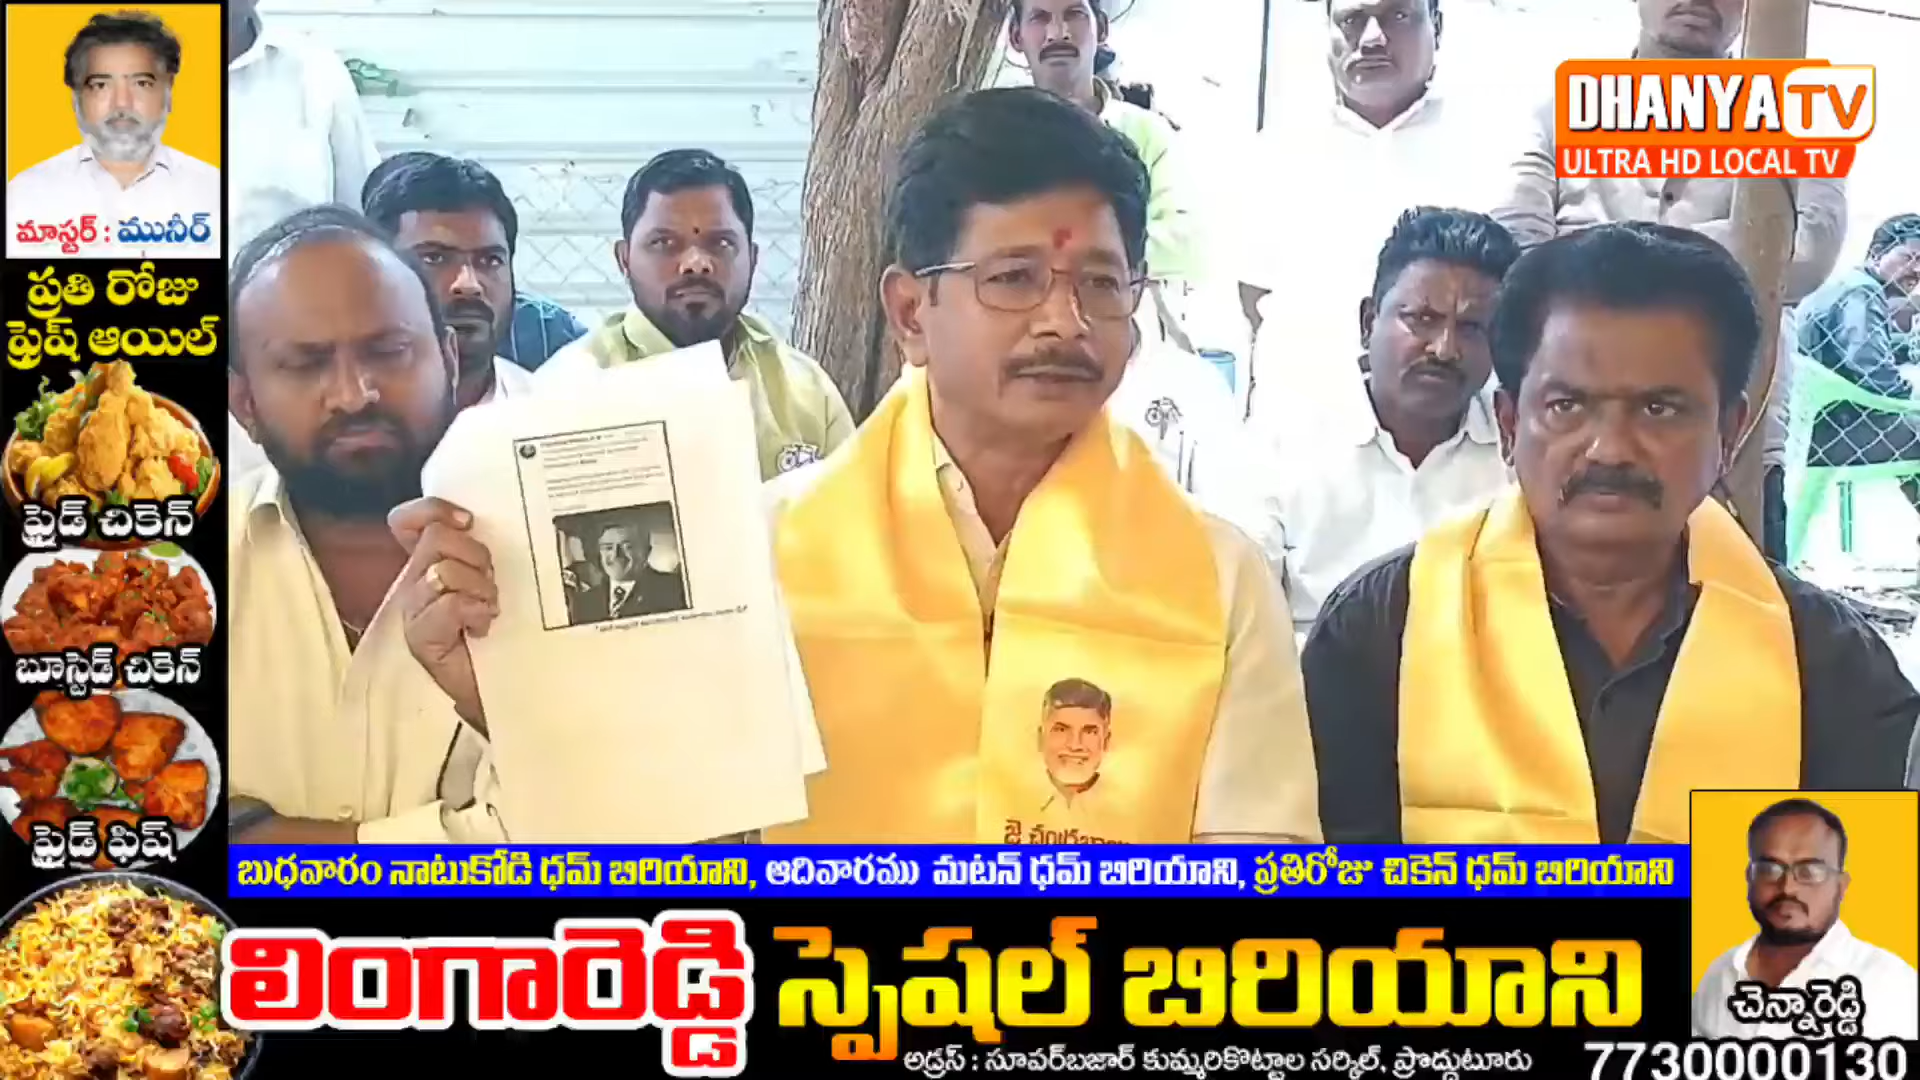 DHANYA TV
ULTRA HD LOCAL TV
మాస్టర్ : మునీర్
ప్రతి రోజు
ఫ్రెష్ ఆయిల్
ఫ్రైడ్ చికెన్
బూస్టెడ్ చికెన్
ఫ్రైడ్ ఫిష్
జై చంద్రబాబు
బుధవారం నాటుకోడి ధమ్ బిరియాని, ఆదివారము మటన్ ధమ్ బిరియాని, ప్రతిరోజు చికెన్ ధమ్ బిరియాని
లింగారెడ్డి స్పెషల్ బిరియాని
చెన్నారెడ్డి
అడ్రస్ : సూపర్‌బజార్ కుమ్మరికొట్టాల సర్కిల్, ప్రొద్దుటూరు
7730000130